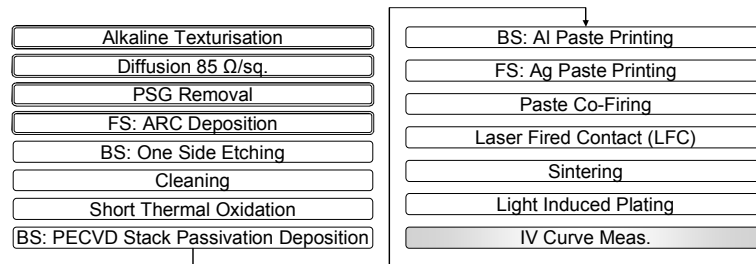 Alkaline Texturisation
Diffusion 85 Ω/sq.
PSG Removal
FS: ARC Deposition
BS: One Side Etching
Cleaning
Short Thermal Oxidation
BS: PECVD Stack Passivation Deposition
BS: Al Paste Printing
FS: Ag Paste Printing
Paste Co-Firing
Laser Fired Contact (LFC)
Sintering
Light Induced Plating
IV Curve Meas.